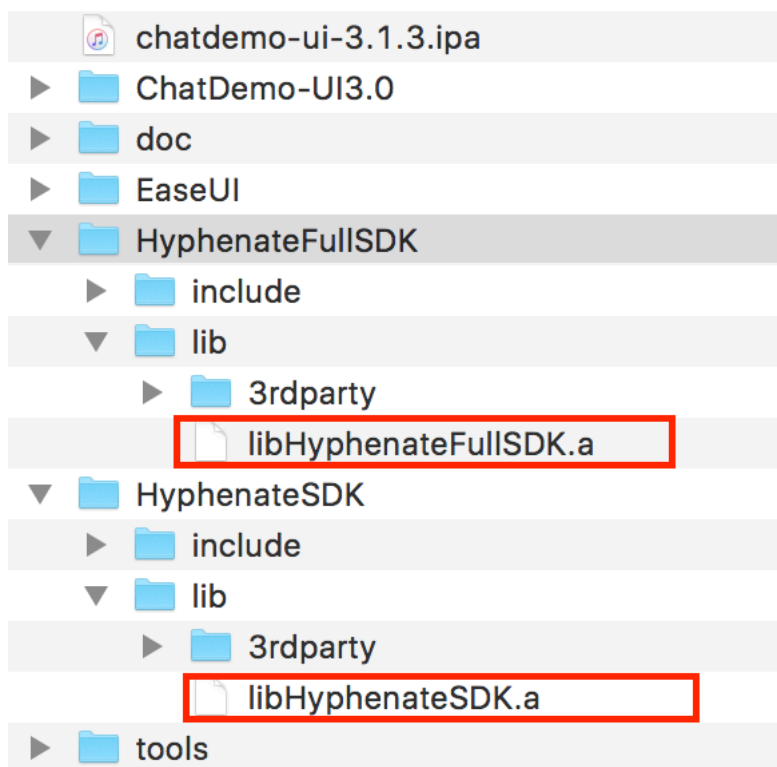 chatdemo-ui-3.1.3.ipa
ChatDemo-UI3.0
doc
EaseUI
HyphenateFullSDK
include
lib
3rdparty
libHyphenateFullSDK.a
HyphenateSDK
include
lib
3rdparty
libHyphenateSDK.a
tools